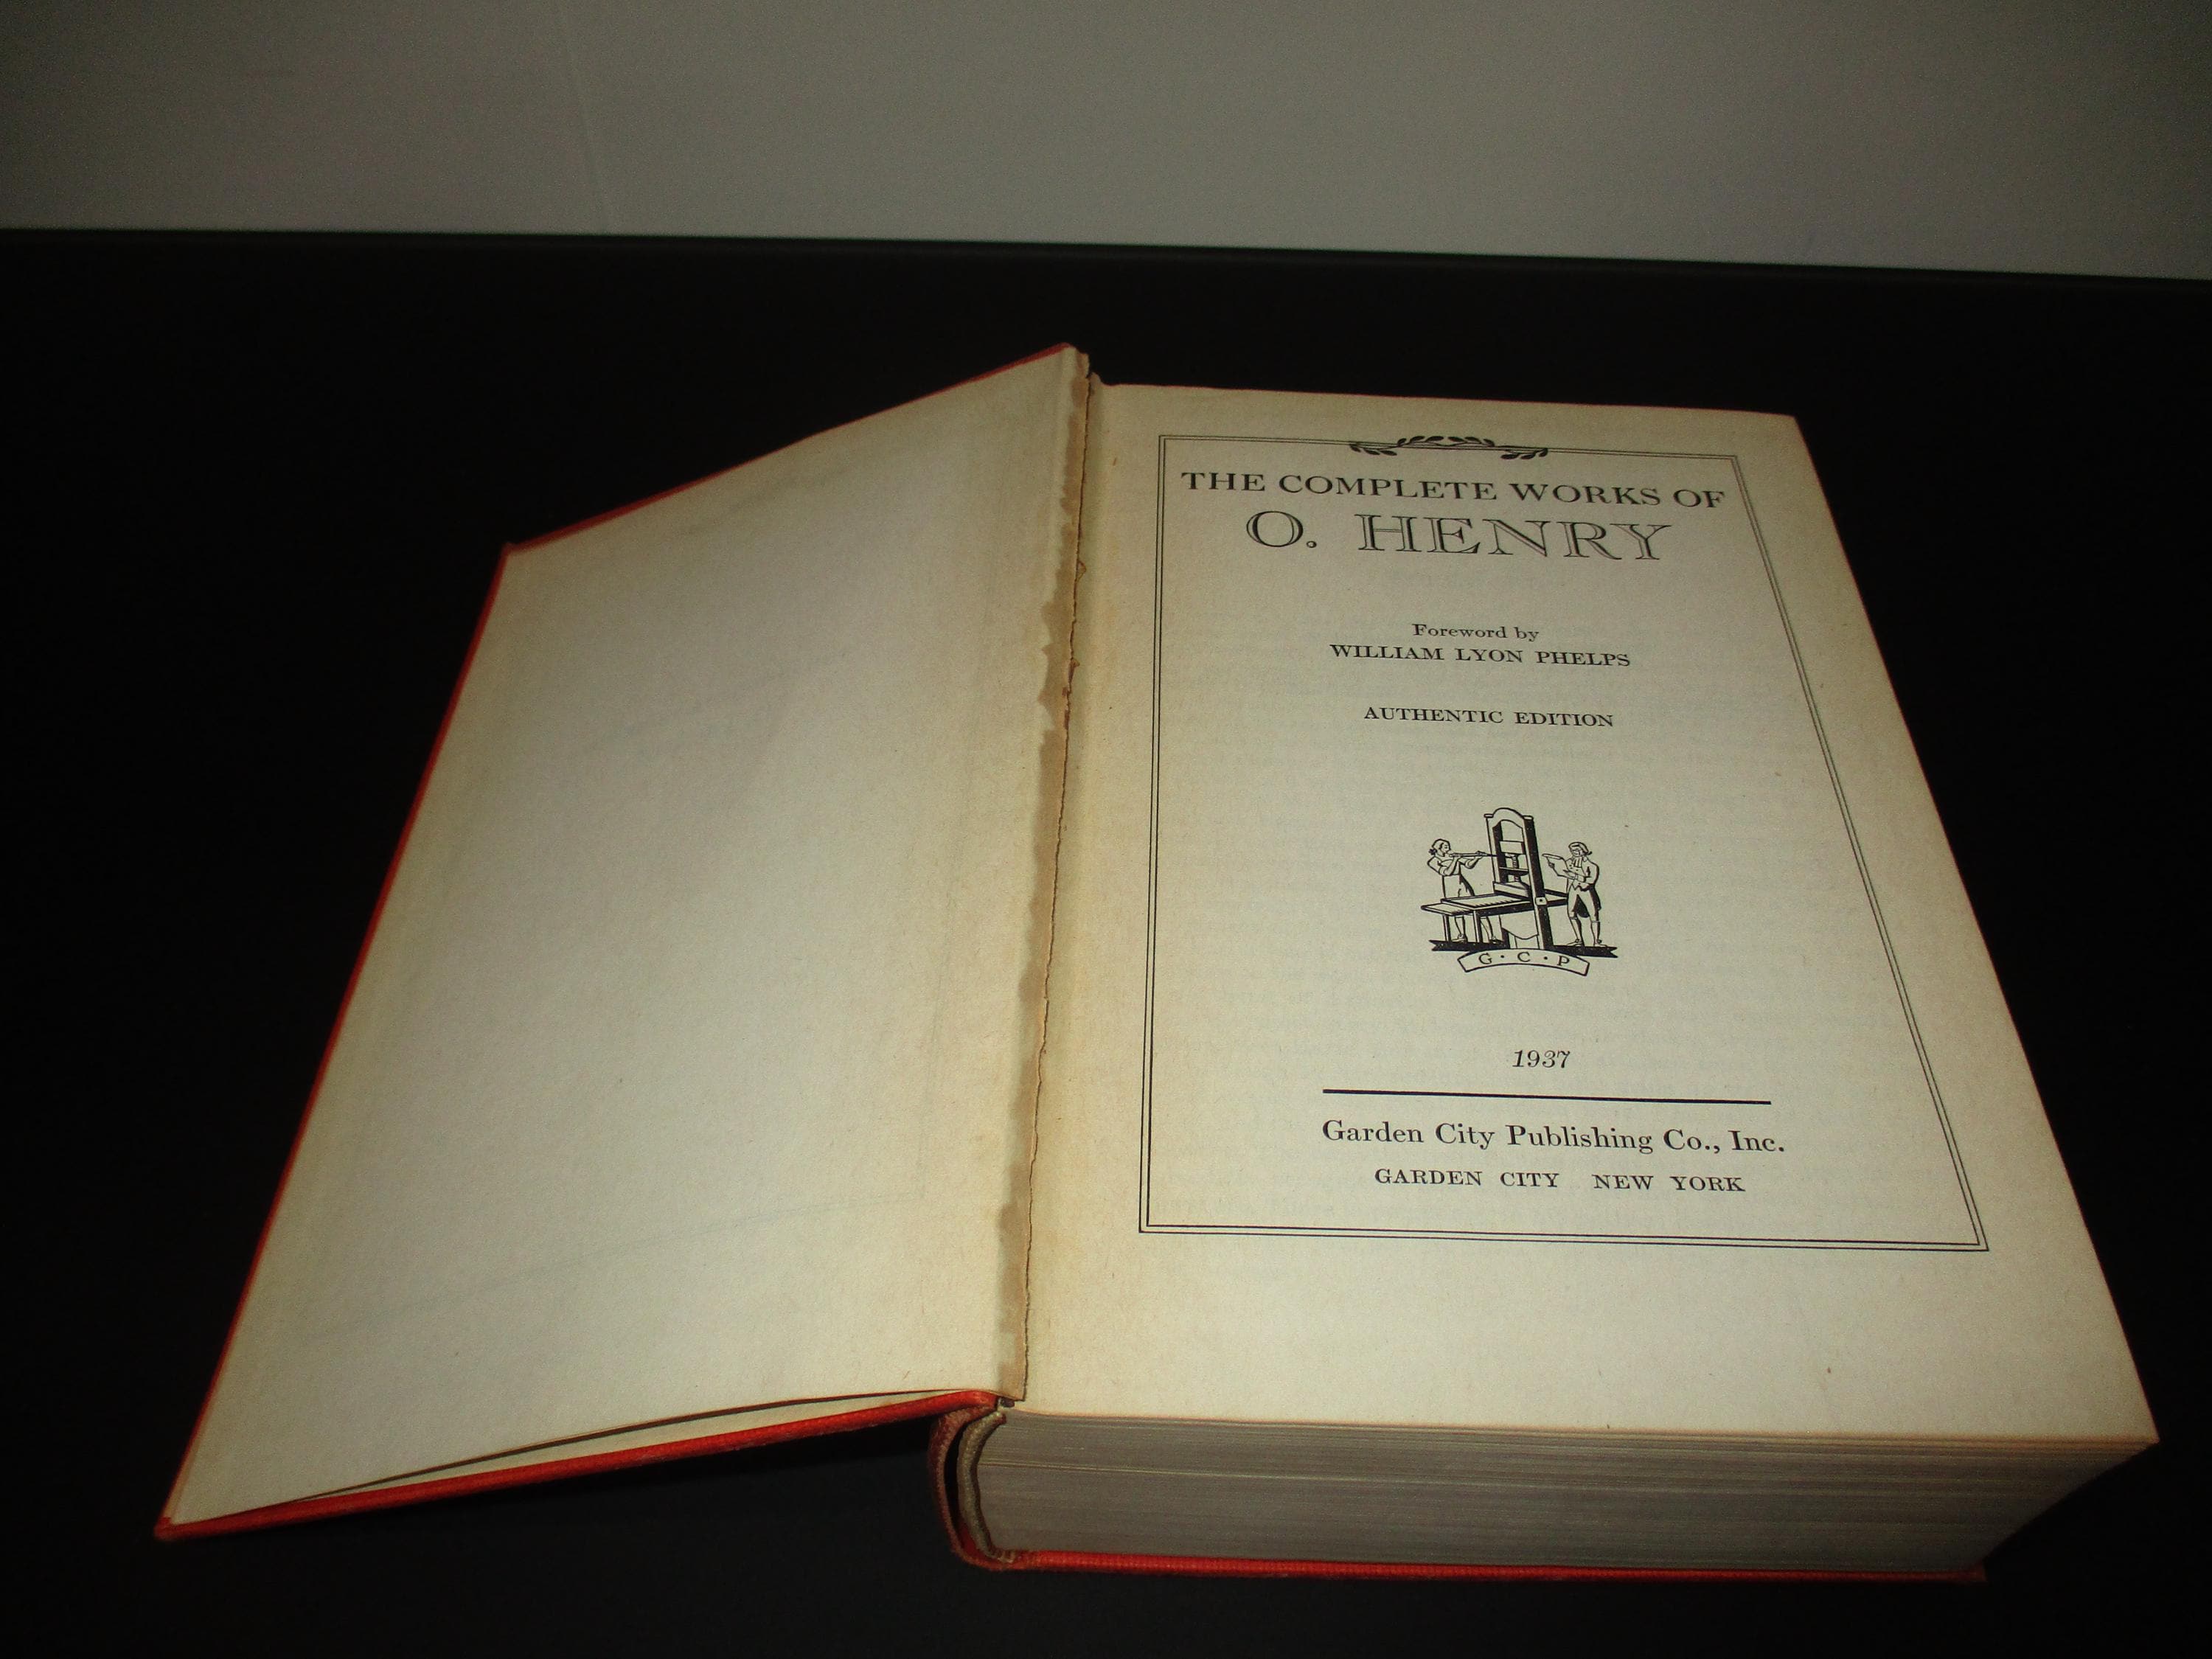 THE COMPLETE WORKS OF
O. HENRY
Foreword by
WILLIAM LYON PHELPS
AUTHENTIC EDITION
G · C · P
1937
Garden City Publishing Co., Inc.
GARDEN CITY NEW YORK